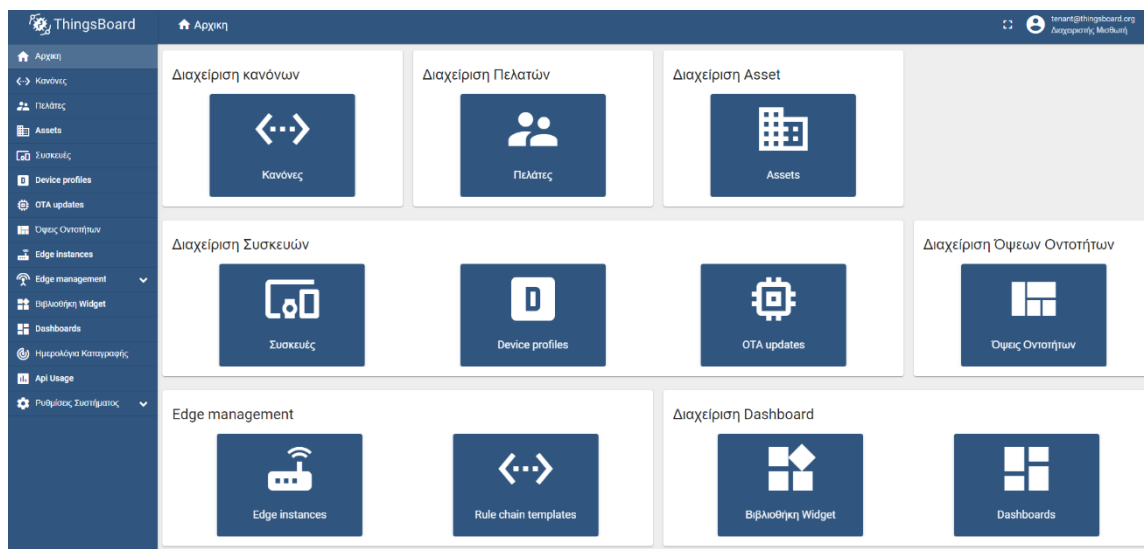 ThingsBoard
Αρχικη
tenant@thingsboard.org
Διαχειριστής Μισθωτή
Αρχικη
Κανόνες
Πελάτες
Assets
Συσκευές
Device profiles
OTA updates
Όψεις Οντοτήτων
Edge instances
Edge management
Βιβλιοθήκη Widget
Dashboards
Ημερολόγια Καταγραφής
Api Usage
Ρυθμίσεις Συστήματος
Διαχείριση κανόνων
Κανόνες
Διαχείριση Πελατών
Πελάτες
Διαχείριση Asset
Assets
Διαχείριση Συσκευών
Συσκευές
Device profiles
OTA updates
Διαχείριση Όψεων Οντοτήτων
Όψεις Οντοτήτων
Edge management
Edge instances
Rule chain templates
Διαχείριση Dashboard
Βιβλιοθήκη Widget
Dashboards